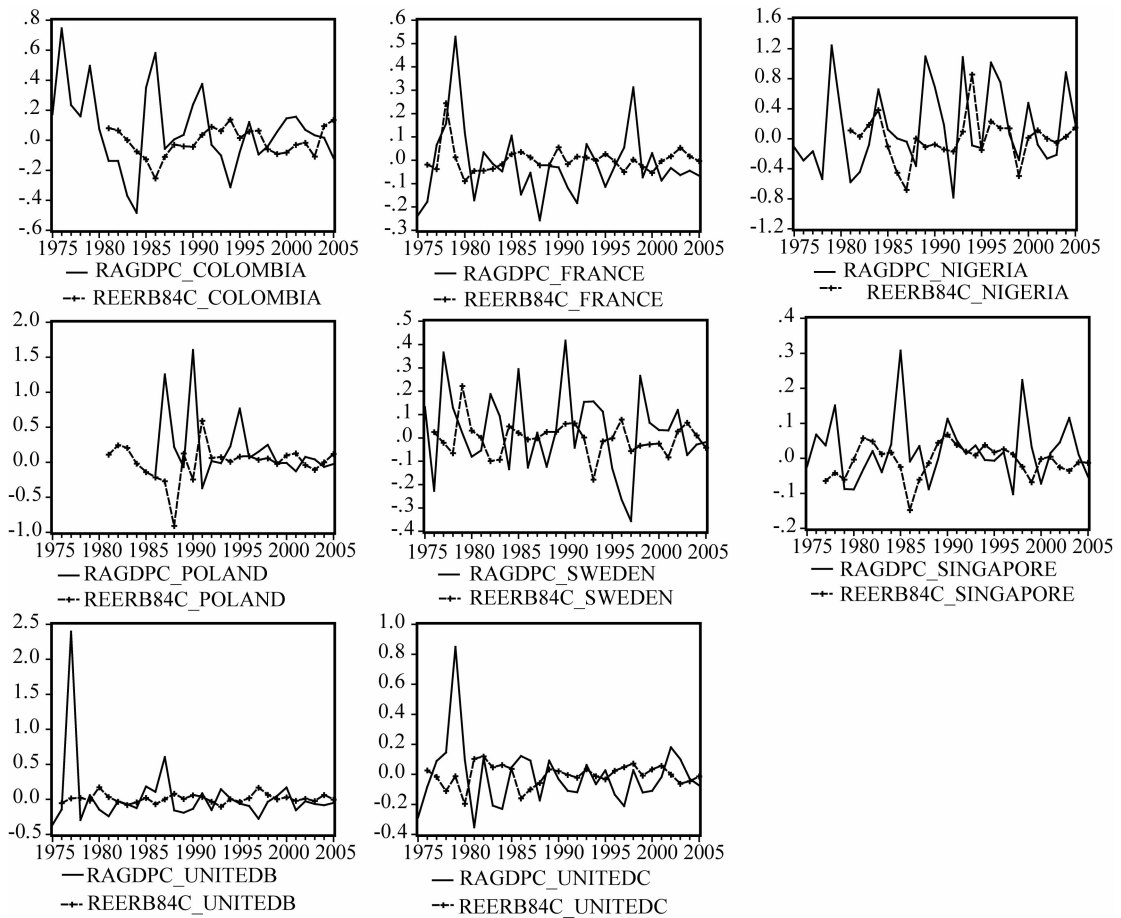 .8
.6
.4
.2
.0
-.2
-.4
-.6
1975 1980 1985 1990 1995 2000 2005
RAGDPC_COLOMBIA
REERB84C_COLOMBIA
.6
.5
.4
.3
.2
.1
.0
-.1
-.2
-.3
1975 1980 1985 1990 1995 2000 2005
RAGDPC_FRANCE
REERB84C_FRANCE
1.6
1.2
0.8
0.4
0.0
-0.4
-0.8
-1.2
1975 1980 1985 1990 1995 2000 2005
RAGDPC_NIGERIA
REERB84C_NIGERIA
2.0
1.5
1.0
0.5
0.0
-0.5
-1.0
1975 1980 1985 1990 1995 2000 2005
RAGDPC_POLAND
REERB84C_POLAND
.5
.4
.3
.2
.1
.0
-.1
-.2
-.3
-.4
1975 1980 1985 1990 1995 2000 2005
RAGDPC_SWEDEN
REERB84C_SWEDEN
.4
.3
.2
.1
.0
-.1
-.2
1975 1980 1985 1990 1995 2000 2005
RAGDPC_SINGAPORE
REERB84C_SINGAPORE
2.5
2.0
1.5
1.0
0.5
0.0
-0.5
1975 1980 1985 1990 1995 2000 2005
RAGDPC_UNITEDB
REERB84C_UNITEDB
1.0
0.8
0.6
0.4
0.2
0.0
-0.2
-0.4
1975 1980 1985 1990 1995 2000 2005
RAGDPC_UNITEDC
REERB84C_UNITEDC